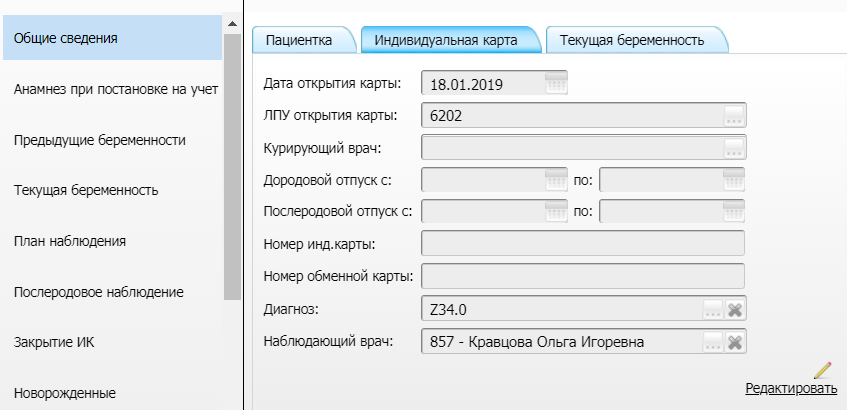 Общие сведения
Анамнез при постановке на учет
Предыдущие беременности
Текущая беременность
План наблюдения
Послеродовое наблюдение
Закрытие ИК
Новорожденные
Пациентка Индивидуальная карта Текущая беременность
Дата открытия карты: 18.01.2019
ЛПУ открытия карты: 6202 ...
Курирующий врач: ...
Дородовой отпуск с: по:
Послеродовой отпуск с: по:
Номер инд.карты:
Номер обменной карты:
Диагноз: Z34.0 ...
Наблюдающий врач: 857 - Кравцова Ольга Игоревна ...
Редактировать